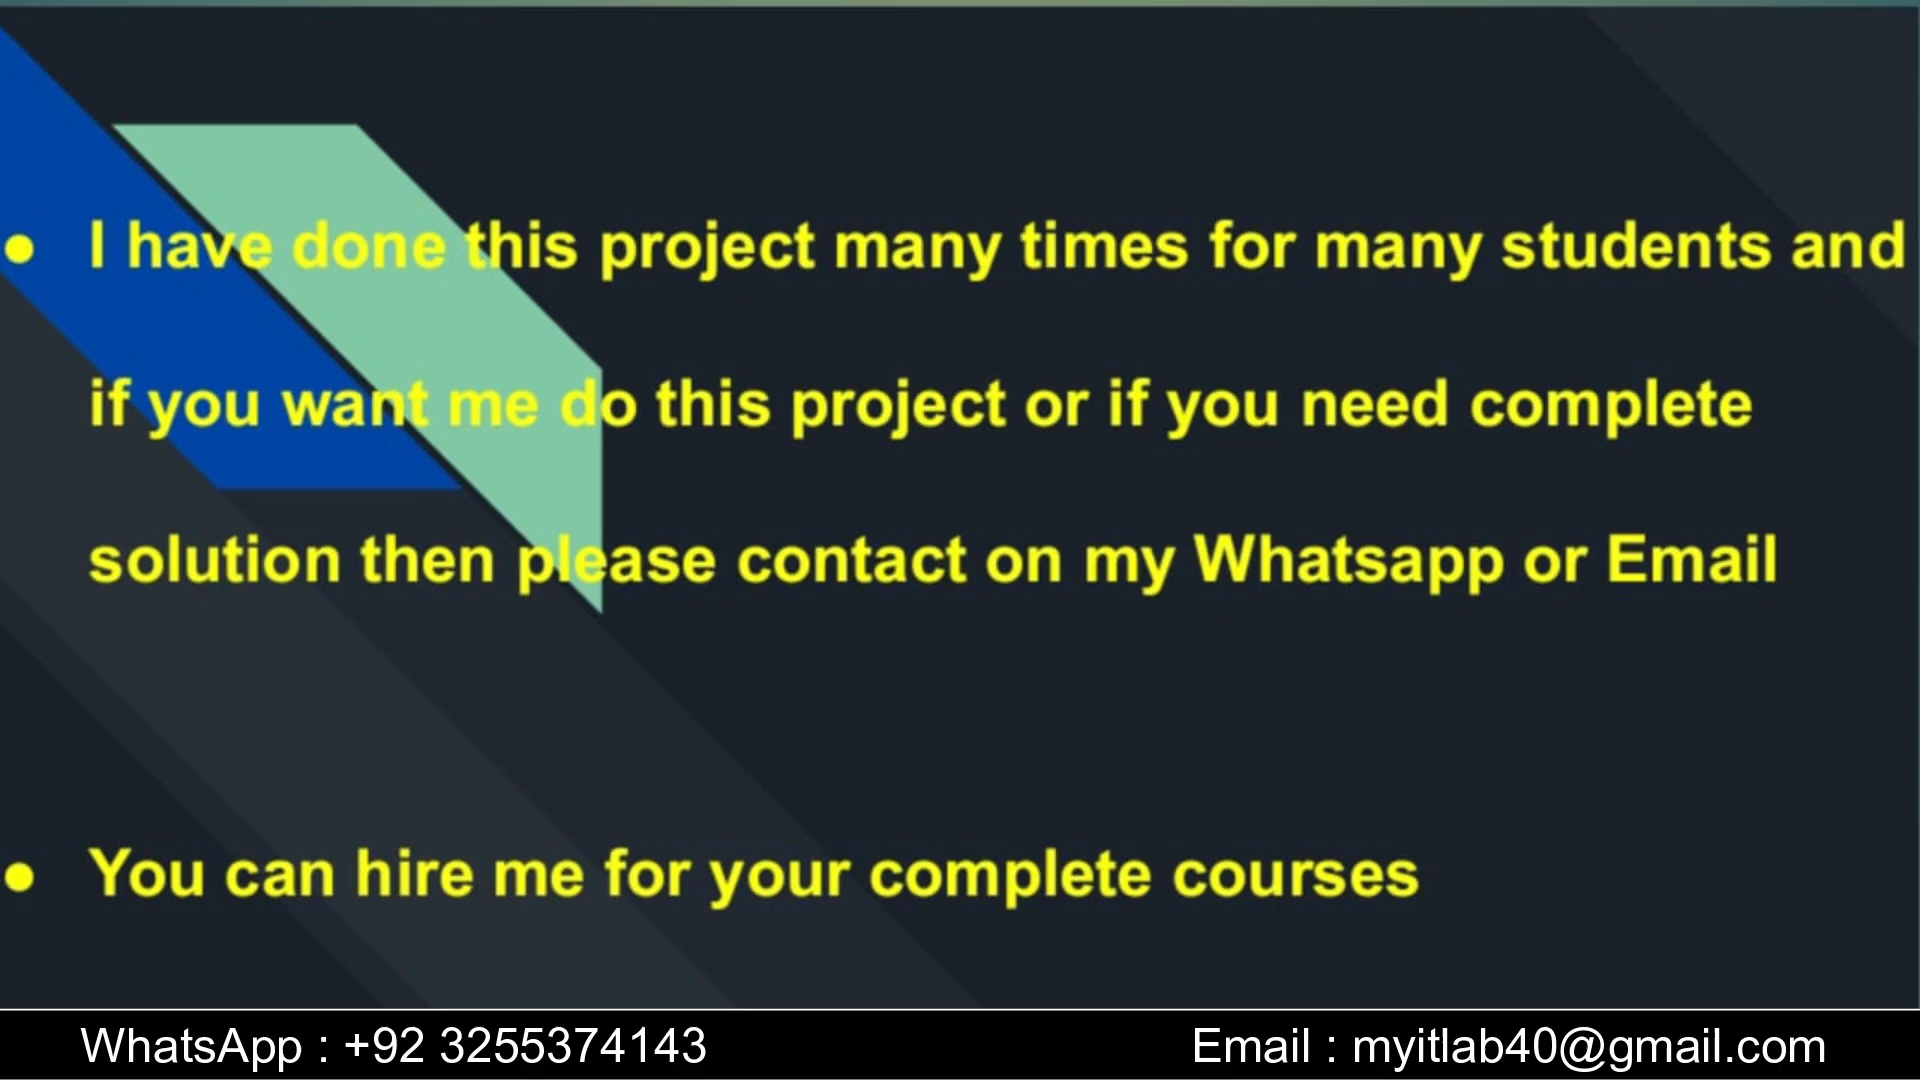 ● I have done this project many times for many students and
if you want me do this project or if you need complete
solution then please contact on my Whatsapp or Email
● You can hire me for your complete courses
WhatsApp : +92 3255374143 Email : myitlab40@gmail.com